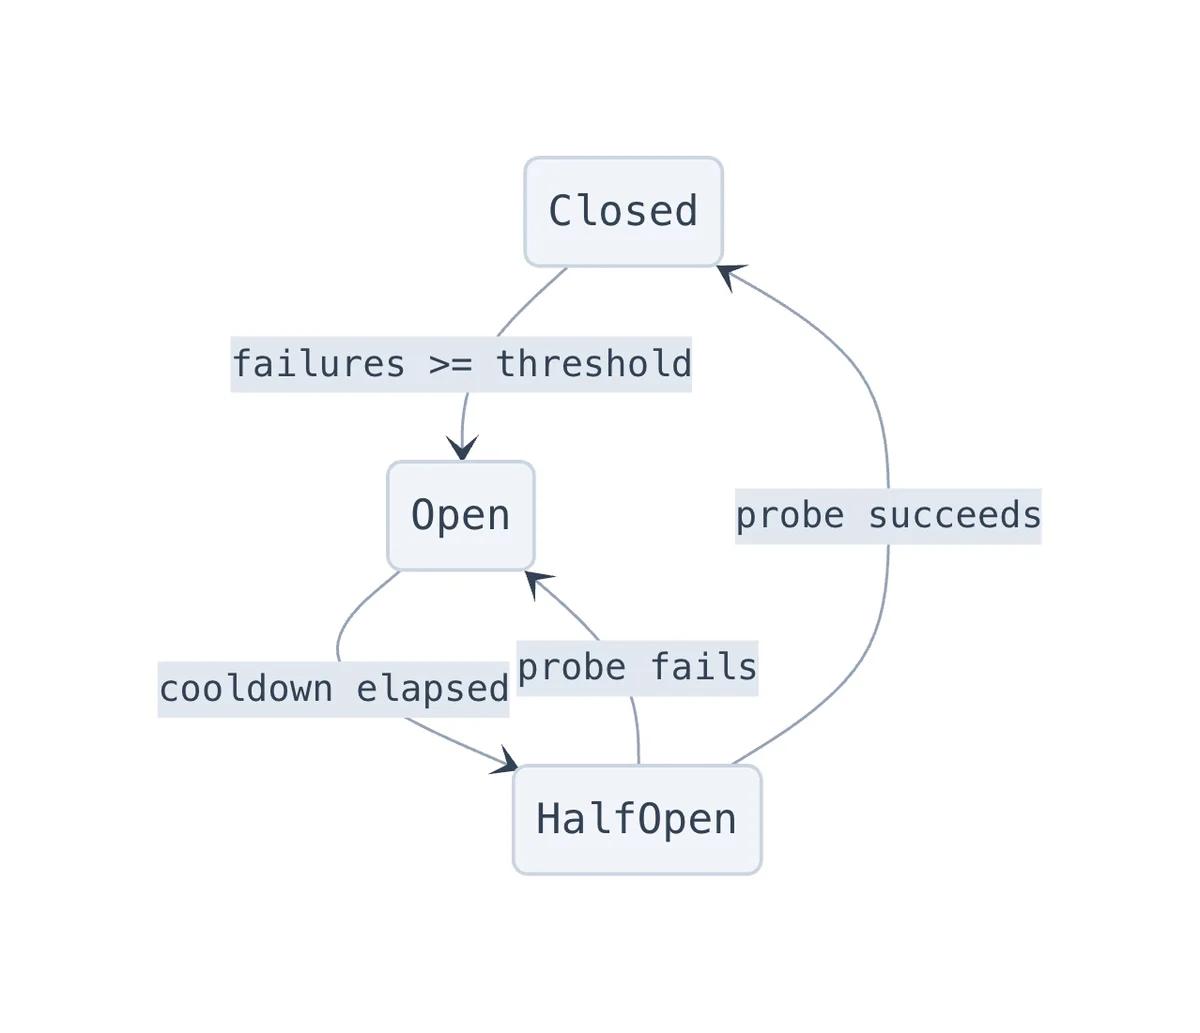 Closed
failures >= threshold
Open
probe succeeds
probe fails
cooldown elapsed
HalfOpen